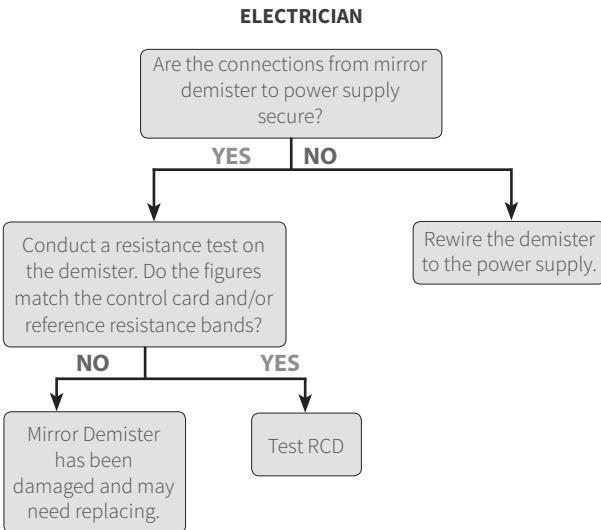 ELECTRICIAN
Are the connections from mirror
demister to power supply
secure?
YES NO
Conduct a resistance test on
the demister. Do the figures
match the control card and/or
reference resistance bands?
Rewire the demister
to the power supply.
NO YES
Mirror Demister
has been
damaged and may
need replacing.
Test RCD